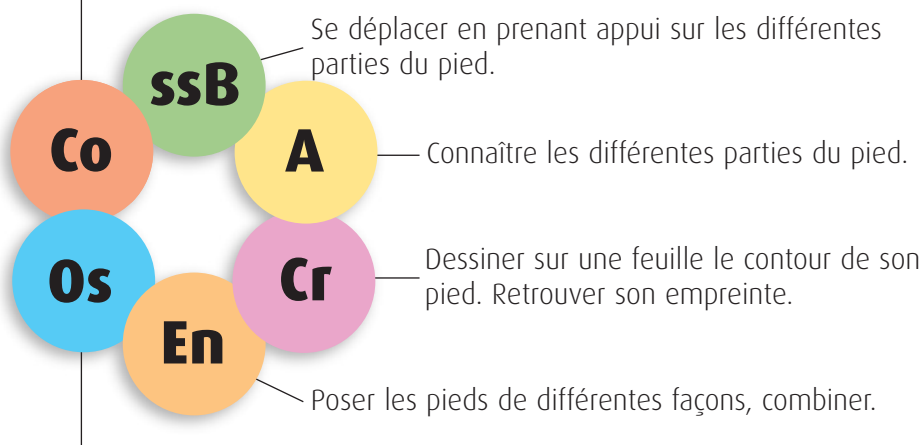 Se déplacer en prenant appui sur les différentes
parties du pied.
ssB
Co
A
Connaître les différentes parties du pied.
Os
Cr
Dessiner sur une feuille le contour de son
pied. Retrouver son empreinte.
En
Poser les pieds de différentes façons, combiner.